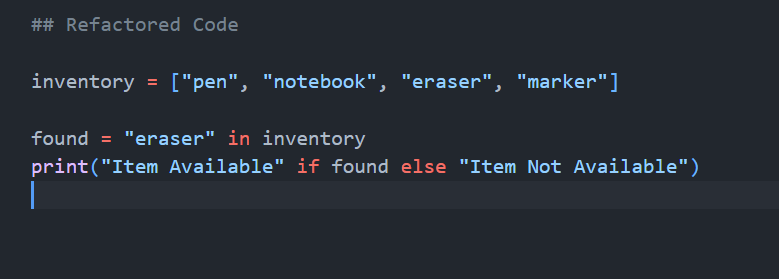 ## Refactored Code
inventory = ["pen", "notebook", "eraser", "marker"]
found = "eraser" in inventory
print("Item Available" if found else "Item Not Available")